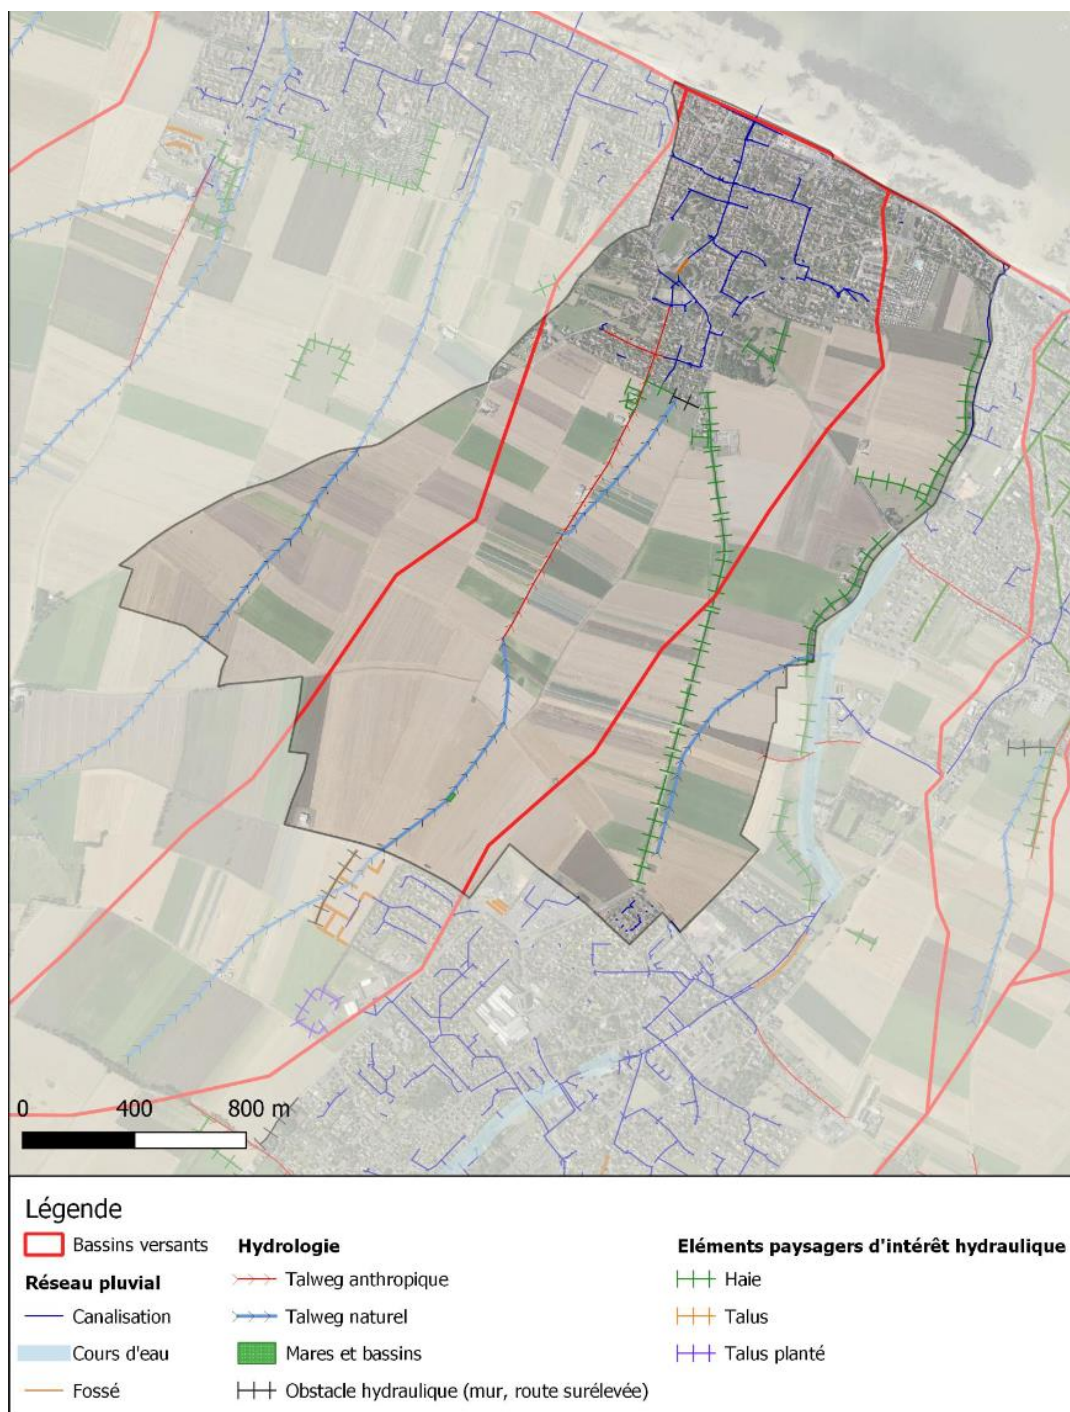 0 400 800 m
Légende
Bassins versants
Réseau pluvial
Canalisation
Cours d'eau
Fossé
Hydrologie
Talweg anthropique
Talweg naturel
Mares et bassins
Obstacle hydraulique (mur, route surélevée)
Eléments paysagers d'intérêt hydraulique
Haie
Talus
Talus planté